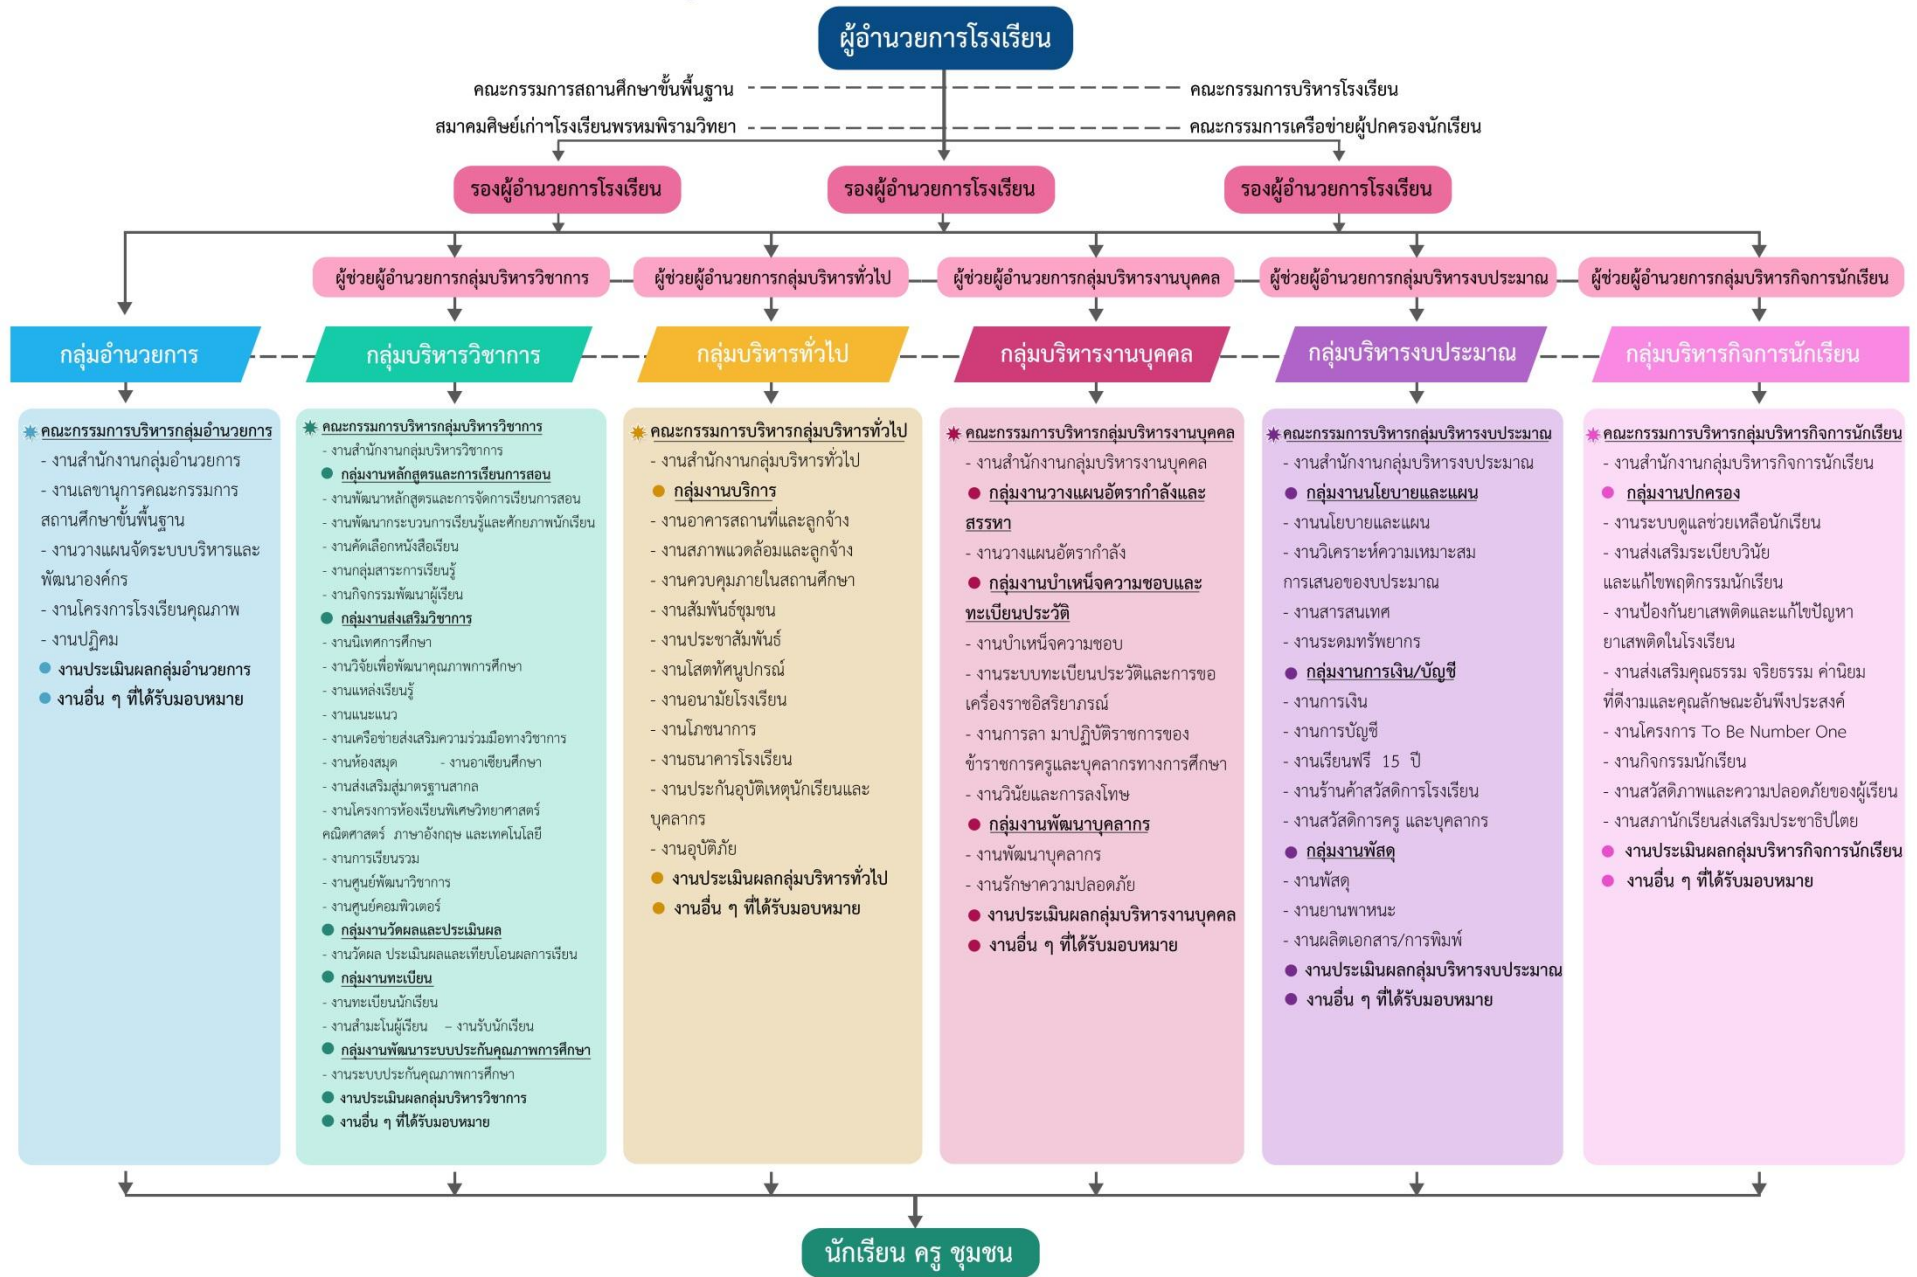 ผู้อำนวยการโรงเรียน
คณะกรรมการสถานศึกษาขั้นพื้นฐาน
คณะกรรมการบริหารโรงเรียน
สมาคมศิษย์เก่าฯโรงเรียนพรหมพิรามวิทยา
คณะกรรมการเครือข่ายผู้ปกครองนักเรียน
รองผู้อำนวยการโรงเรียน
รองผู้อำนวยการโรงเรียน
รองผู้อำนวยการโรงเรียน
ผู้ช่วยผู้อำนวยการกลุ่มบริหารวิชาการ
ผู้ช่วยผู้อำนวยการกลุ่มบริหารทั่วไป
ผู้ช่วยผู้อำนวยการกลุ่มบริหารงานบุคคล
ผู้ช่วยผู้อำนวยการกลุ่มบริหารงบประมาณ
ผู้ช่วยผู้อำนวยการกลุ่มบริหารกิจการนักเรียน
กลุ่มอำนวยการ
กลุ่มบริหารวิชาการ
กลุ่มบริหารทั่วไป
กลุ่มบริหารงานบุคคล
กลุ่มบริหารงบประมาณ
กลุ่มบริหารกิจการนักเรียน
คณะกรรมการบริหารกลุ่มอำนวยการ
- งานสำนักงานกลุ่มอำนวยการ
- งานเลขานุการคณะกรรมการ
สถานศึกษาขั้นพื้นฐาน
- งานวางแผนจัดระบบบริหารและ
พัฒนาองค์กร
- งานโครงการโรงเรียนคุณภาพ
- งานปฏิคม
● งานประเมินผลกลุ่มอำนวยการ
● งานอื่น ๆ ที่ได้รับมอบหมาย
คณะกรรมการบริหารกลุ่มบริหารวิชาการ
- งานสำนักงานกลุ่มบริหารวิชาการ
● กลุ่มงานหลักสูตรและการเรียนการสอน
- งานพัฒนาหลักสูตรและการจัดการเรียนการสอน
- งานพัฒนากระบวนการเรียนรู้และศักยภาพนักเรียน
- งานคัดเลือกหนังสือเรียน
- งานกลุ่มสาระการเรียนรู้
- งานกิจกรรมพัฒนาผู้เรียน
● กลุ่มงานส่งเสริมวิชาการ
- งานนิเทศการศึกษา
- งานวิจัยเพื่อพัฒนาคุณภาพการศึกษา
- งานแหล่งเรียนรู้
- งานแนะแนว
- งานเครือข่ายส่งเสริมความร่วมมือทางวิชาการ
- งานห้องสมุด - งานอาเซียนศึกษา
- งานส่งเสริมสู่มาตรฐานสากล
- งานโครงการห้องเรียนพิเศษวิทยาศาสตร์
คณิตศาสตร์ ภาษาอังกฤษ และเทคโนโลยี
- งานการเรียนรวม
- งานศูนย์พัฒนาวิชาการ
- งานศูนย์คอมพิวเตอร์
● กลุ่มงานวัดผลและประเมินผล
- งานวัดผล ประเมินผลและเทียบโอนผลการเรียน
● กลุ่มงานทะเบียน
- งานทะเบียนนักเรียน
- งานสำมะโนผู้เรียน – งานรับนักเรียน
● กลุ่มงานพัฒนาระบบประกันคุณภาพการศึกษา
- งานระบบประกันคุณภาพการศึกษา
● งานประเมินผลกลุ่มบริหารวิชาการ
● งานอื่น ๆ ที่ได้รับมอบหมาย
คณะกรรมการบริหารกลุ่มบริหารทั่วไป
- งานสำนักงานกลุ่มบริหารทั่วไป
● กลุ่มงานบริการ
- งานอาคารสถานที่และลูกจ้าง
- งานสภาพแวดล้อมและลูกจ้าง
- งานควบคุมภายในสถานศึกษา
- งานสัมพันธ์ชุมชน
- งานประชาสัมพันธ์
- งานโสตทัศนูปกรณ์
- งานอนามัยโรงเรียน
- งานโภชนาการ
- งานธนาคารโรงเรียน
- งานประกันอุบัติเหตุนักเรียนและ
บุคลากร
- งานอุบัติภัย
● งานประเมินผลกลุ่มบริหารทั่วไป
● งานอื่น ๆ ที่ได้รับมอบหมาย
คณะกรรมการบริหารกลุ่มบริหารงานบุคคล
- งานสำนักงานกลุ่มบริหารงานบุคคล
● กลุ่มงานวางแผนอัตรากำลังและ
สรรหา
- งานวางแผนอัตรากำลัง
● กลุ่มงานบำเหน็จความชอบและ
ทะเบียนประวัติ
- งานบำเหน็จความชอบ
- งานระบบทะเบียนประวัติและการขอ
เครื่องราชอิสริยาภรณ์
- งานการลา มาปฏิบัติราชการของ
ข้าราชการครูและบุคลากรทางการศึกษา
- งานวินัยและการลงโทษ
● กลุ่มงานพัฒนาบุคลากร
- งานพัฒนาบุคลากร
- งานรักษาความปลอดภัย
● งานประเมินผลกลุ่มบริหารงานบุคคล
● งานอื่น ๆ ที่ได้รับมอบหมาย
คณะกรรมการบริหารกลุ่มบริหารงบประมาณ
- งานสำนักงานกลุ่มบริหารงบประมาณ
● กลุ่มงานนโยบายและแผน
- งานนโยบายและแผน
- งานวิเคราะห์ความเหมาะสม
การเสนอของบประมาณ
- งานสารสนเทศ
- งานระดมทรัพยากร
● กลุ่มงานการเงิน/บัญชี
- งานการเงิน
- งานการบัญชี
- งานเรียนฟรี 15 ปี
- งานร้านค้าสวัสดิการโรงเรียน
- งานสวัสดิการครู และบุคลากร
● กลุ่มงานพัสดุ
- งานพัสดุ
- งานยานพาหนะ
- งานผลิตเอกสาร/การพิมพ์
● งานประเมินผลกลุ่มบริหารงบประมาณ
● งานอื่น ๆ ที่ได้รับมอบหมาย
คณะกรรมการบริหารกลุ่มบริหารกิจการนักเรียน
- งานสำนักงานกลุ่มบริหารกิจการนักเรียน
● กลุ่มงานปกครอง
- งานระบบดูแลช่วยเหลือนักเรียน
- งานส่งเสริมระเบียบวินัย
และแก้ไขพฤติกรรมนักเรียน
- งานป้องกันยาเสพติดและแก้ไขปัญหา
ยาเสพติดในโรงเรียน
- งานส่งเสริมคุณธรรม จริยธรรม ค่านิยม
ที่ดีงามและคุณลักษณะอันพึงประสงค์
- งานโครงการ To Be Number One
- งานกิจกรรมนักเรียน
- งานสวัสดิภาพและความปลอดภัยของผู้เรียน
- งานสภานักเรียนส่งเสริมประชาธิปไตย
● งานประเมินผลกลุ่มบริหารกิจการนักเรียน
● งานอื่น ๆ ที่ได้รับมอบหมาย
นักเรียน ครู ชุมชน